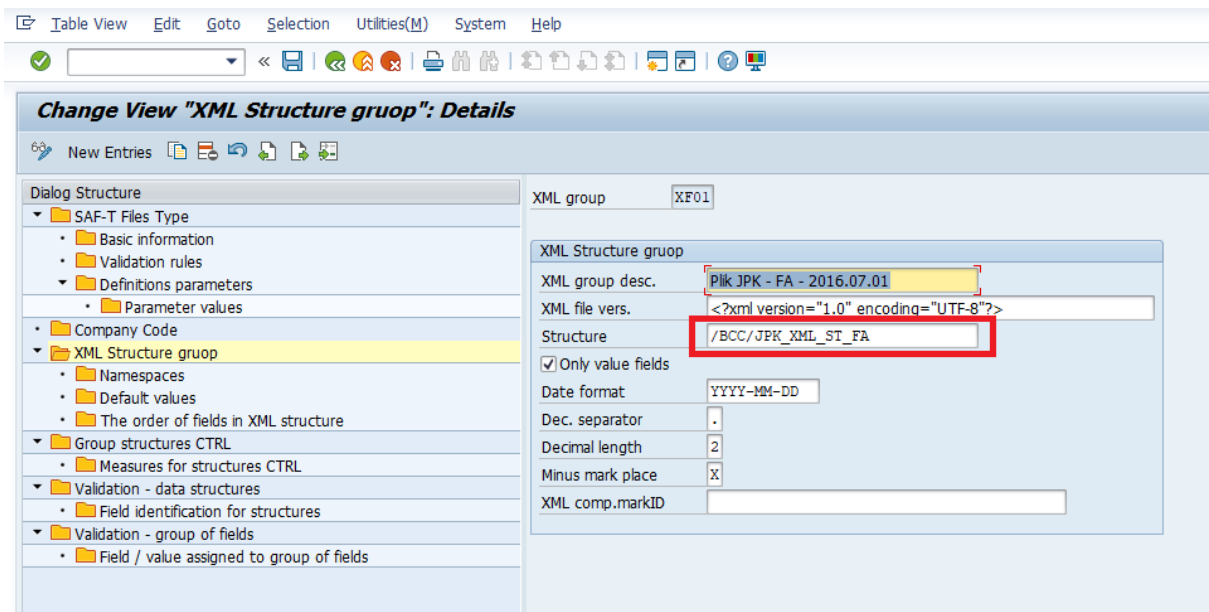 Table View Edit Goto Selection Utilities(M) System Help
Change View "XML Structure gruop": Details
New Entries
Dialog Structure
SAF-T Files Type
Basic information
Validation rules
Definitions parameters
Parameter values
Company Code
XML Structure gruop
Namespaces
Default values
The order of fields in XML structure
Group structures CTRL
Measures for structures CTRL
Validation - data structures
Field identification for structures
Validation - group of fields
Field / value assigned to group of fields
XML group XF01
XML Structure gruop
XML group desc. Plik JPK - FA - 2016.07.01
XML file vers. <?xml version="1.0" encoding="UTF-8"?>
Structure /BCC/JPK_XML_ST_FA
Only value fields
Date format YYYY-MM-DD
Dec. separator .
Decimal length 2
Minus mark place X
XML comp.markID